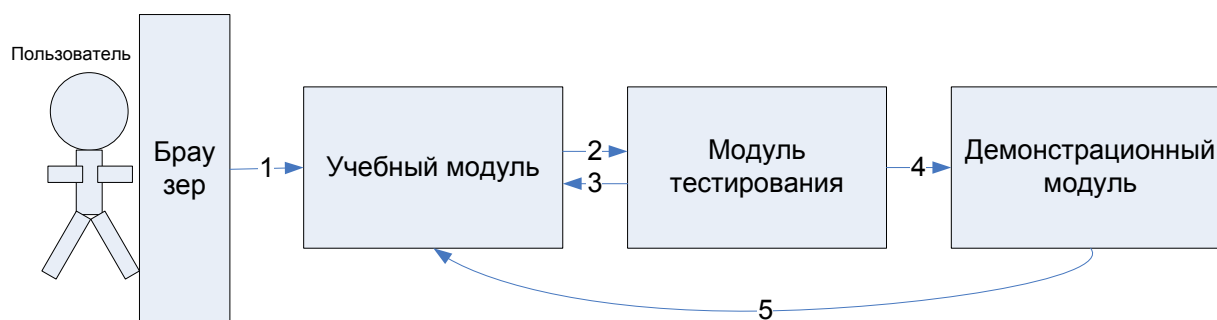 Пользователь
Брау
зер
1
Учебный модуль
2
3
Модуль
тестирования
4
Демонстрационный
модуль
5